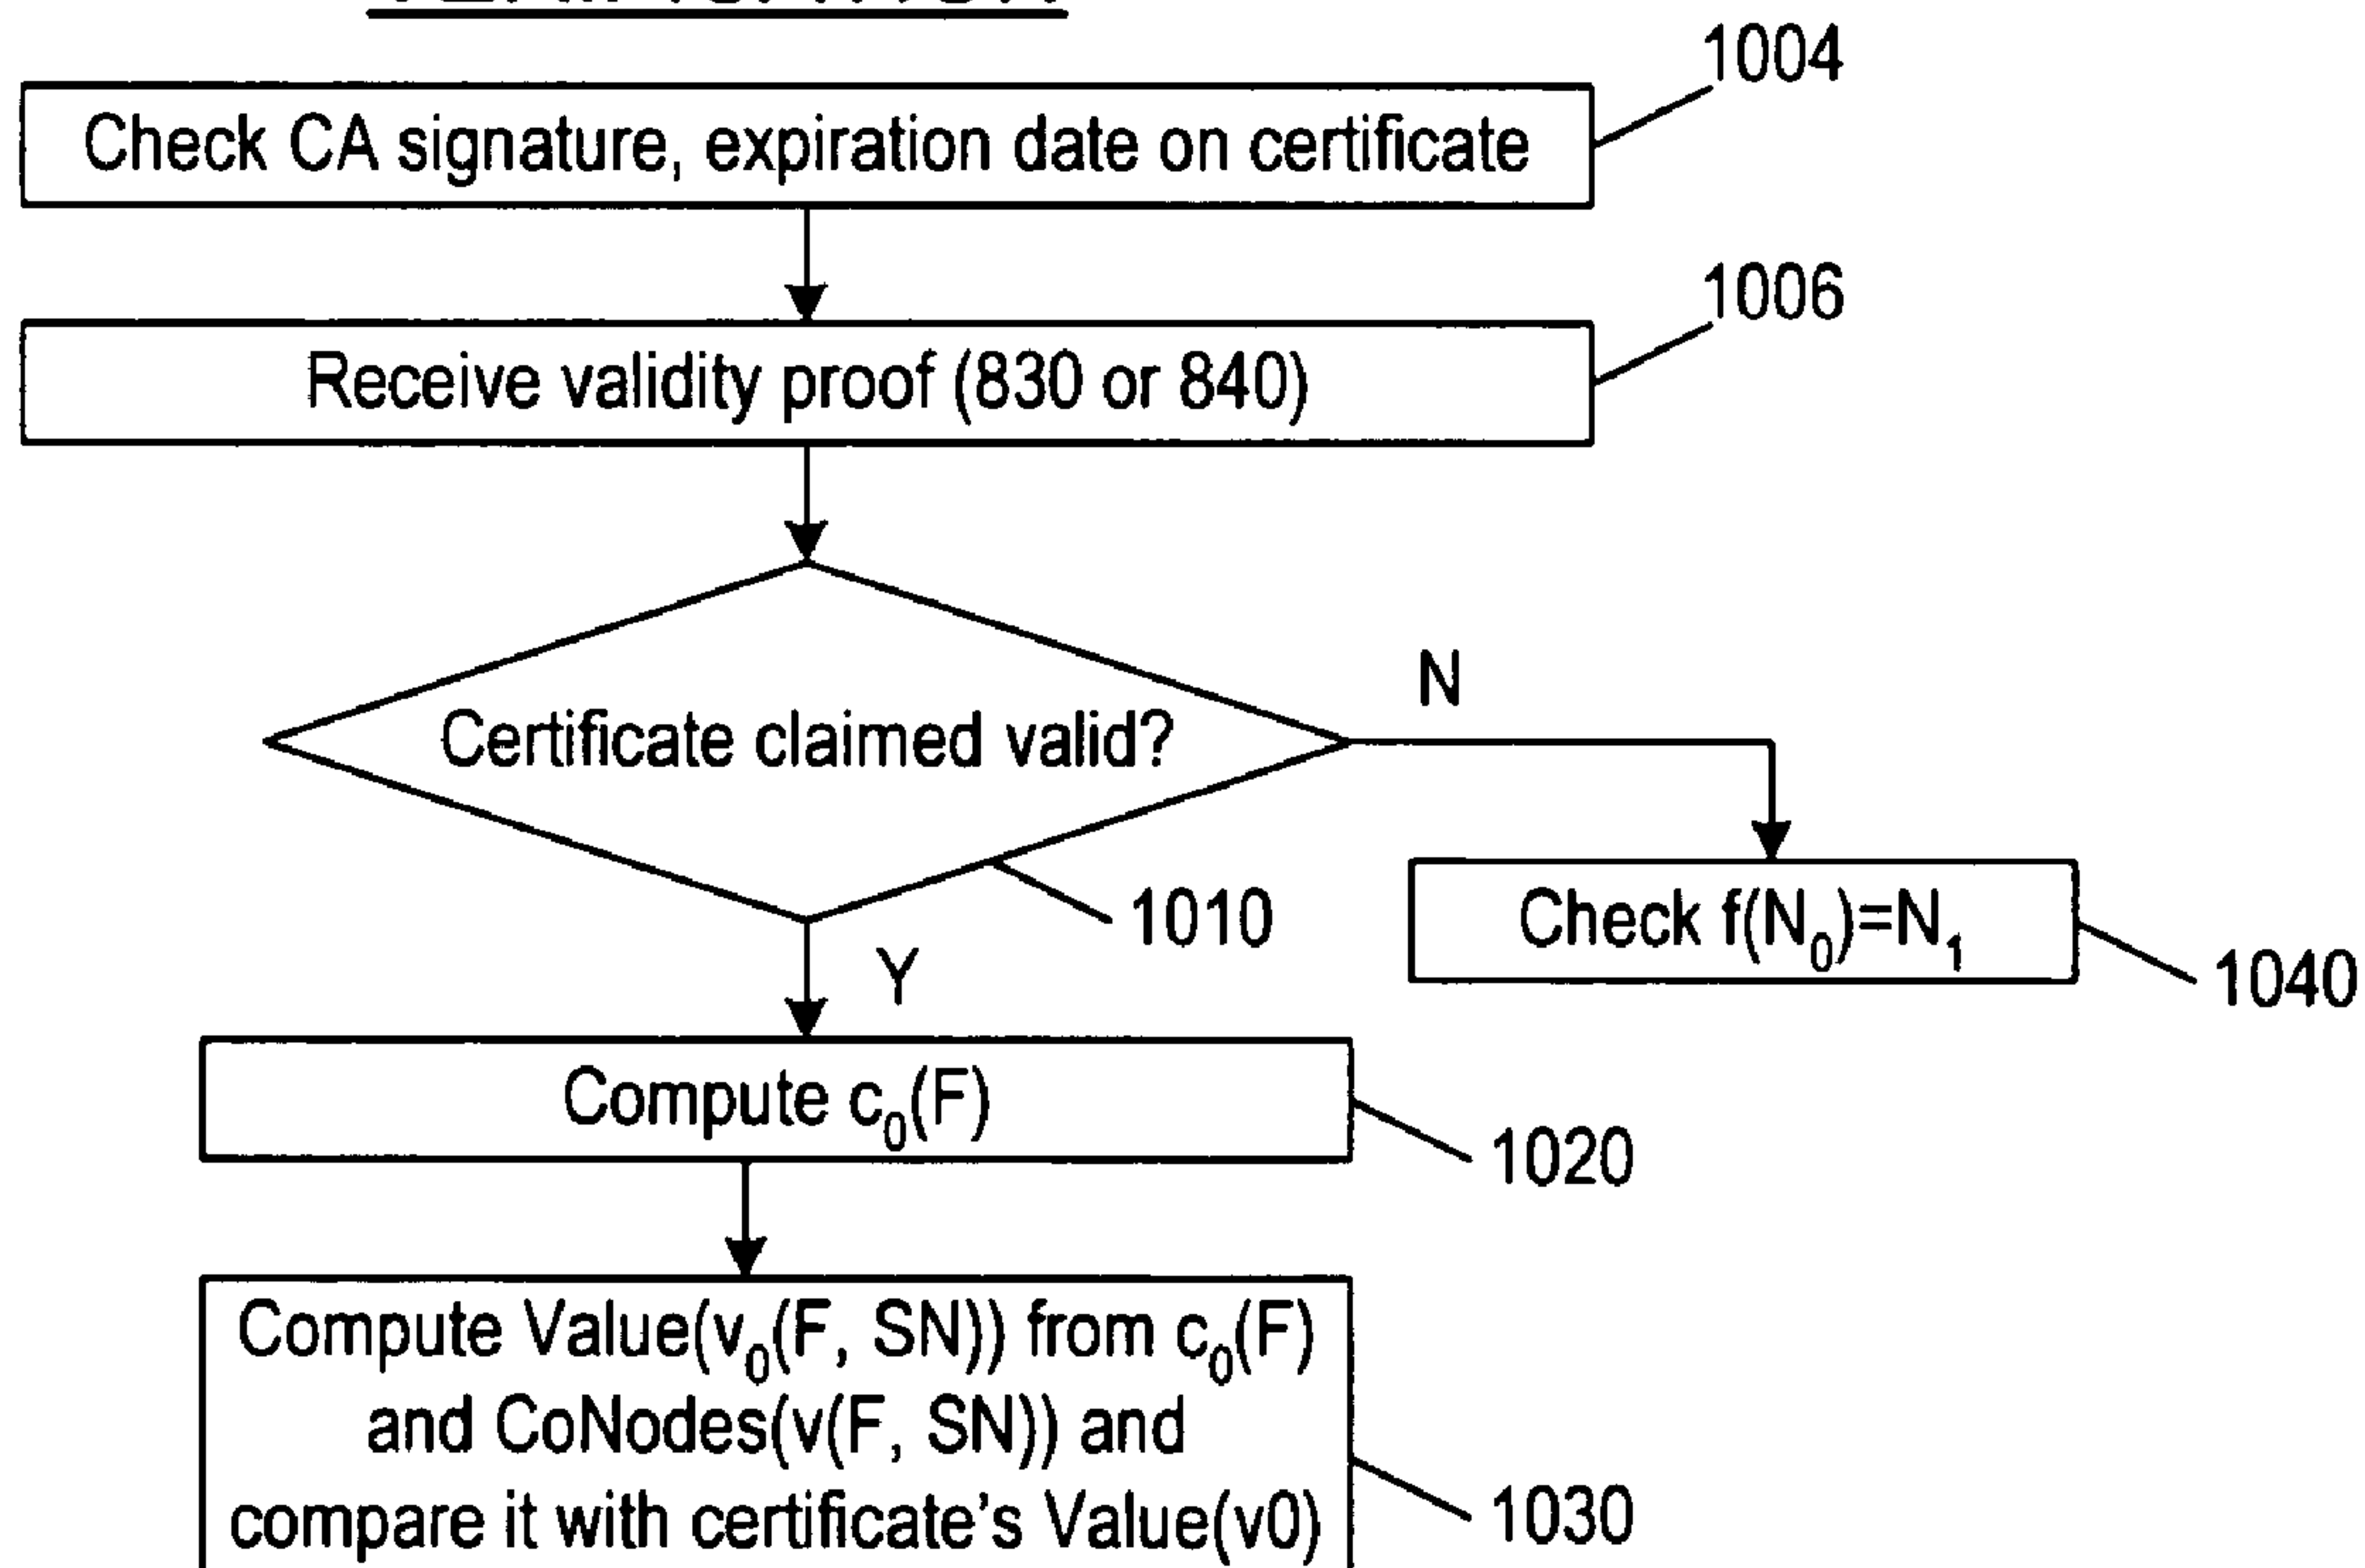 1004
Check CA signature, expiration date on certificate
1006
Receive validity proof (830 or 840)
N
Certificate claimed valid?
1010
Check f(N₀)=N₁
1040
Y
Compute c₀(F)
1020
Compute Value(v₀(F, SN)) from c₀(F)
and CoNodes(v(F, SN)) and
compare it with certificate's Value(v0)
1030